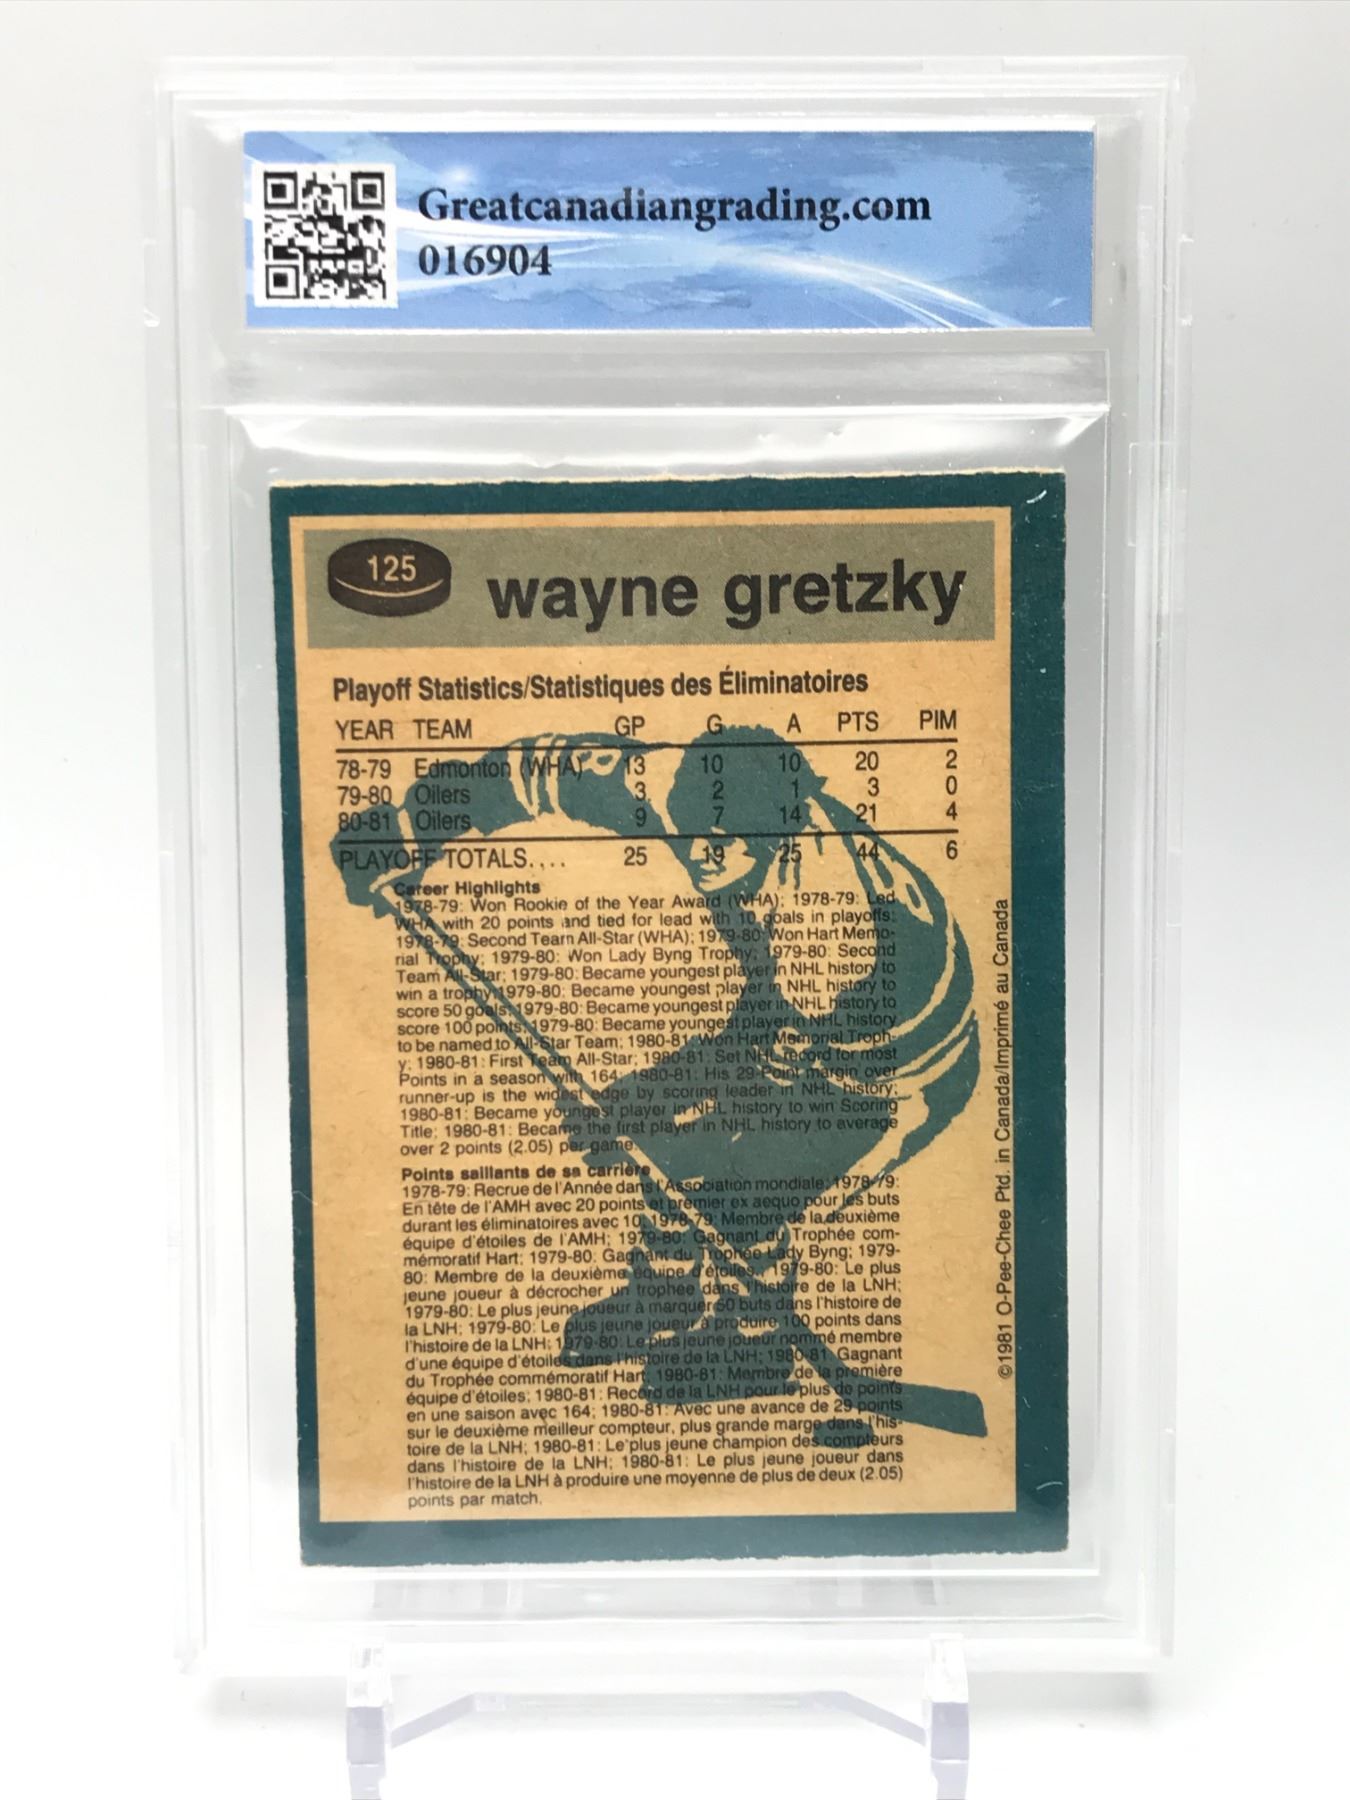 Greatcanadiangrading.com
016904
125
wayne gretzky
Playoff Statistics/Statistiques des Éliminatoires
YEAR TEAM GP G A PTS PIM
78-79 Edmonton (WHA) 13 10 10 20 2
79-80 Oilers 3 2 1 3 0
80-81 Oilers 9 7 14 21 4
PLAYOFF TOTALS.... 25 19 25 44 6
Career Highlights
1978-79: Won Rookie of the Year Award (WHA); 1978-79: Led
WHA with 20 points and tied for lead with 10 goals in playoffs;
1978-79: Second Team All-Star (WHA); 1979-80: Won Hart Memo-
rial Trophy; 1979-80: Won Lady Byng Trophy; 1979-80: Second
Team All-Star; 1979-80: Became youngest player in NHL history to
win a trophy; 1979-80: Became youngest player in NHL history to
score 50 goals; 1979-80: Became youngest player in NHL history to
score 100 points; 1979-80: Became youngest player in NHL history
to be named to All-Star Team; 1980-81: Won Hart Memorial Troph-
y; 1980-81: First Team All-Star; 1980-81: Set NHL record for most
Points in a season with 164; 1980-81: His 29-Point margin over
runner-up is the widest edge by scoring leader in NHL history;
1980-81: Became youngest player in NHL history to win Scoring
Title; 1980-81: Became the first player in NHL history to average
over 2 points (2.05) per game.
Points saillants de sa carrière
1978-79: Recrue de l'Année dans l'Association mondiale; 1978-79:
En tête de l'AMH avec 20 points et premier ex aequo pour les buts
durant les éliminatoires avec 10; 1978-79: Membre de la deuxième
équipe d'étoiles de l'AMH; 1979-80: Gagnant du Trophée com-
mémoratif Hart; 1979-80: Gagnant du Trophée Lady Byng; 1979-
80: Membre de la deuxième équipe d'étoiles.; 1979-80: Le plus
jeune joueur à décrocher un trophée dans l'histoire de la LNH;
1979-80: Le plus jeune joueur à marquer 50 buts dans l'histoire de
la LNH; 1979-80: Le plus jeune joueur à produire 100 points dans
l'histoire de la LNH; 1979-80: Le plus jeune joueur nommé membre
d'une équipe d'étoiles dans l'histoire de la LNH; 1980-81: Gagnant
du Trophée commémoratif Hart; 1980-81: Membre de la première
équipe d'étoiles; 1980-81: Record de la LNH pour le plus de points
en une saison avec 164; 1980-81: Avec une avance de 29 points
sur le deuxième meilleur compteur, plus grande marge dans l'his-
toire de la LNH; 1980-81: Le plus jeune champion des compteurs
dans l'histoire de la LNH; 1980-81: Le plus jeune joueur dans
l'histoire de la LNH à produire une moyenne de plus de deux (2.05)
points par match.
©1981 O-Pee-Chee Ptd. in Canada/Imprimé au Canada